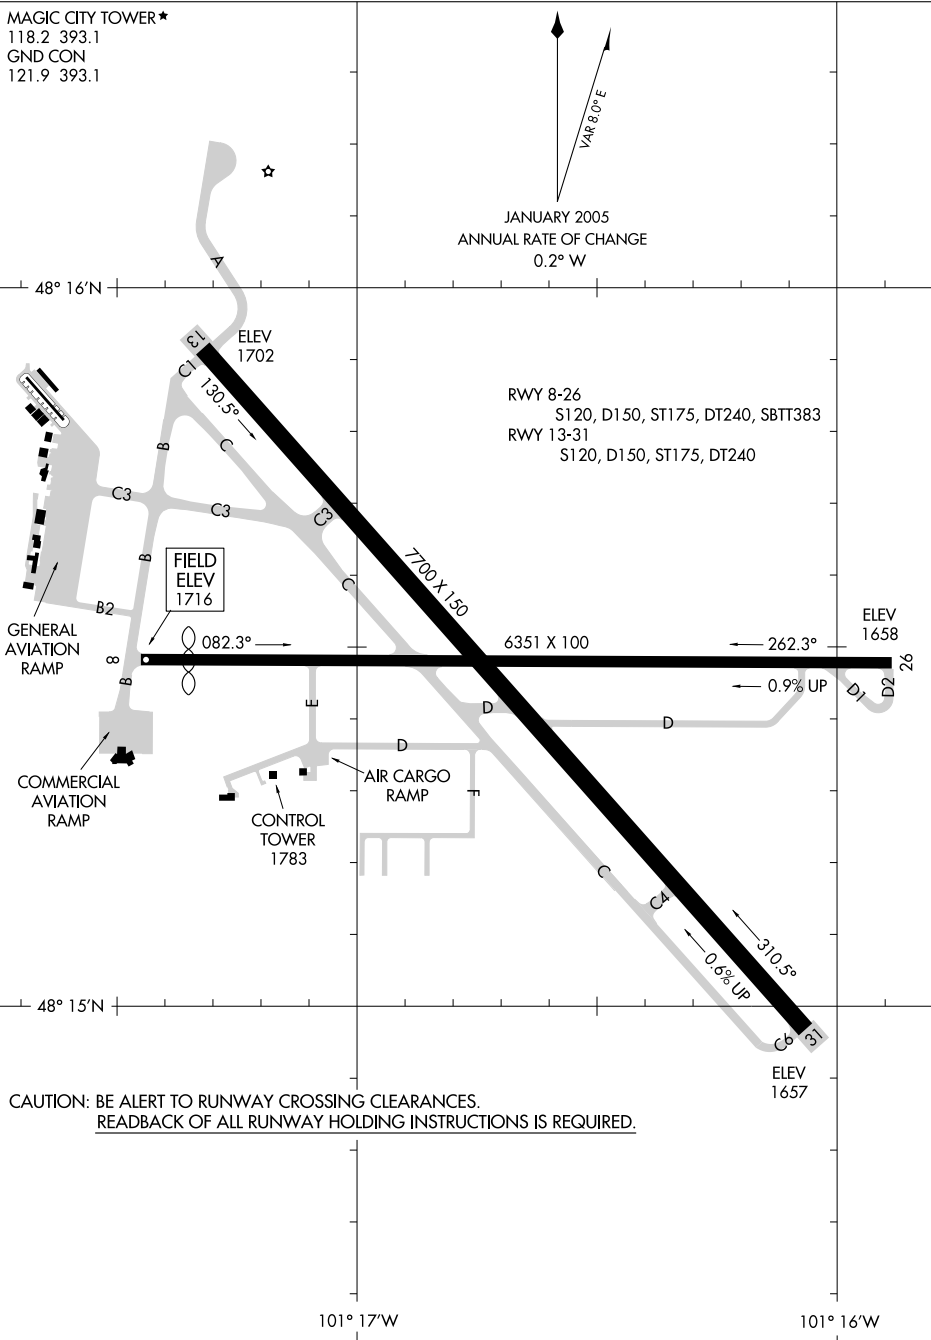 MAGIC CITY TOWER★
118.2 393.1
GND CON
121.9 393.1
VAR 8.0° E
JANUARY 2005
ANNUAL RATE OF CHANGE
0.2° W
A
48° 16'N
13
ELEV
1702
C1
130.5°
RWY 8-26
S120, D150, ST175, DT240, SBTT383
RWY 13-31
S120, D150, ST175, DT240
B
C
C3
C3
C3
B
FIELD
ELEV
1716
C
7700 X 150
B2
GENERAL
AVIATION
RAMP
ELEV
1658
8
082.3°
6351 X 100
262.3°
26
B
0.9% UP
D1
D2
E
D
D
D
COMMERCIAL
AVIATION
RAMP
AIR CARGO
RAMP
F
CONTROL
TOWER
1783
C
C4
310.5°
0.6% UP
48° 15'N
C6
31
ELEV
1657
CAUTION: BE ALERT TO RUNWAY CROSSING CLEARANCES.
READBACK OF ALL RUNWAY HOLDING INSTRUCTIONS IS REQUIRED.
101° 17'W
101° 16'W